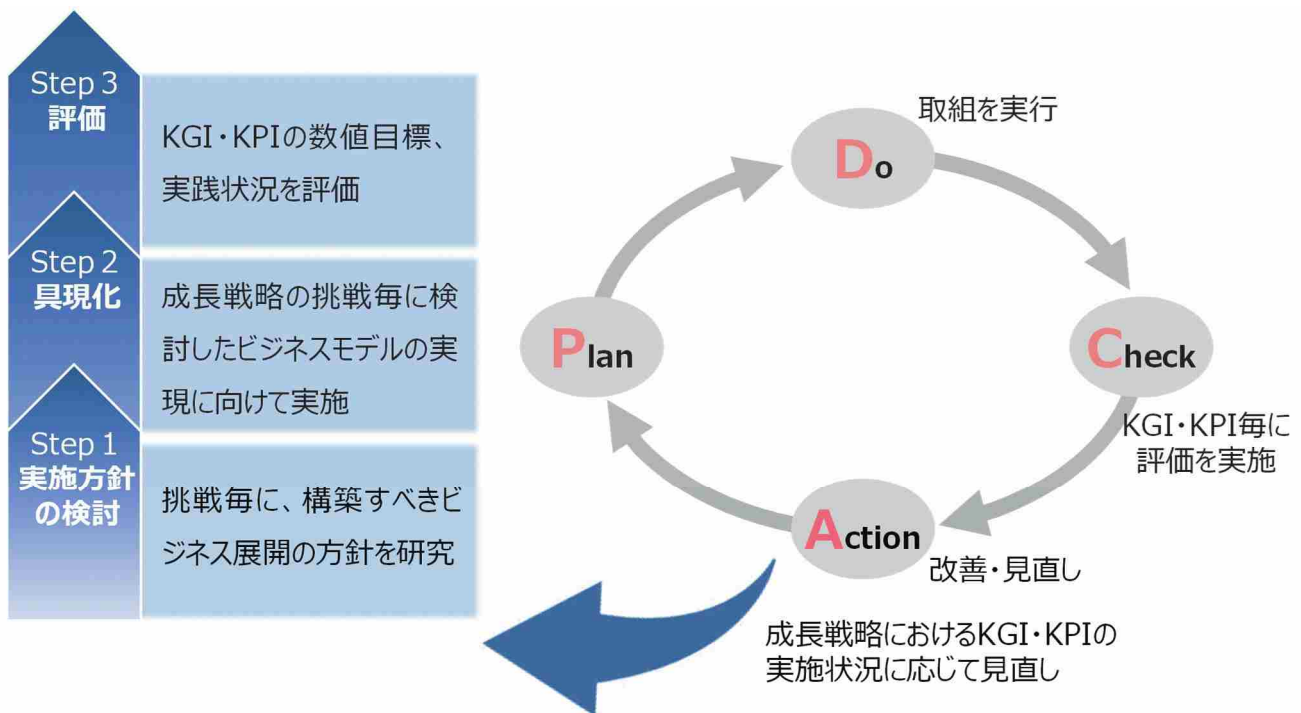 Step 3
評価
KGI・KPIの数値目標、
実践状況を評価
Step 2
具現化
成長戦略の挑戦毎に検
討したビジネスモデルの実
現に向けて実施
Step 1
実施方針
の検討
挑戦毎に、構築すべきビ
ジネス展開の方針を研究
取組を実行
Do
Plan
Check
KGI・KPI毎に
評価を実施
Action
改善・見直し
成長戦略におけるKGI・KPIの
実施状況に応じて見直し